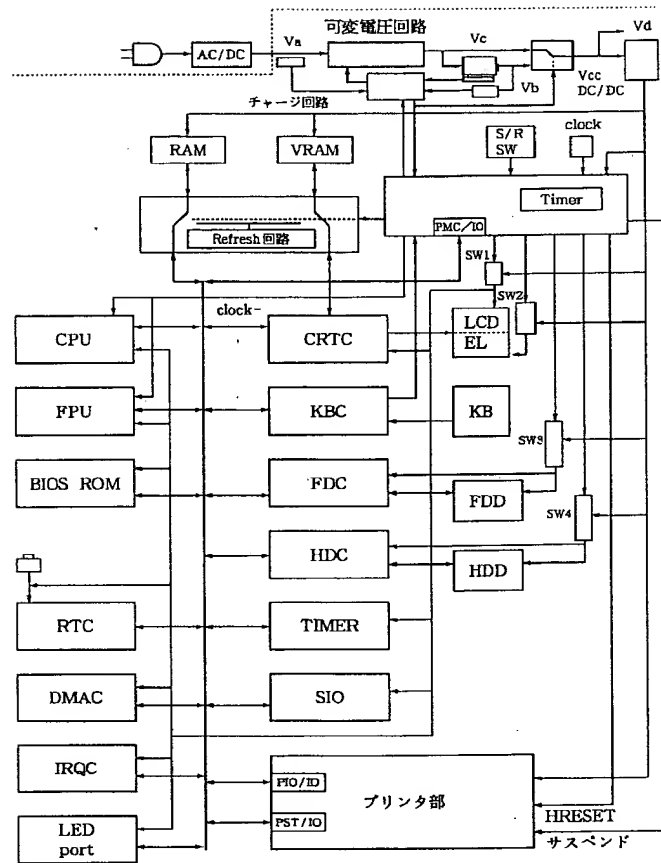 可変電圧回路
Va
Vc
Vd
AC/DC
Vb
Vcc
DC/DC
チャージ回路
RAM
VRAM
S/R
SW
clock
Timer
PMC/IO
Refresh回路
SW1
SW2
clock
CPU
CRTC
LCD
EL
FPU
KBC
KB
SW3
BIOS ROM
FDC
FDD
SW4
HDC
HDD
RTC
TIMER
DMAC
SIO
IRQC
PIO/IO
プリンタ部
PST/IO
HRESET
LED
port
サスペンド